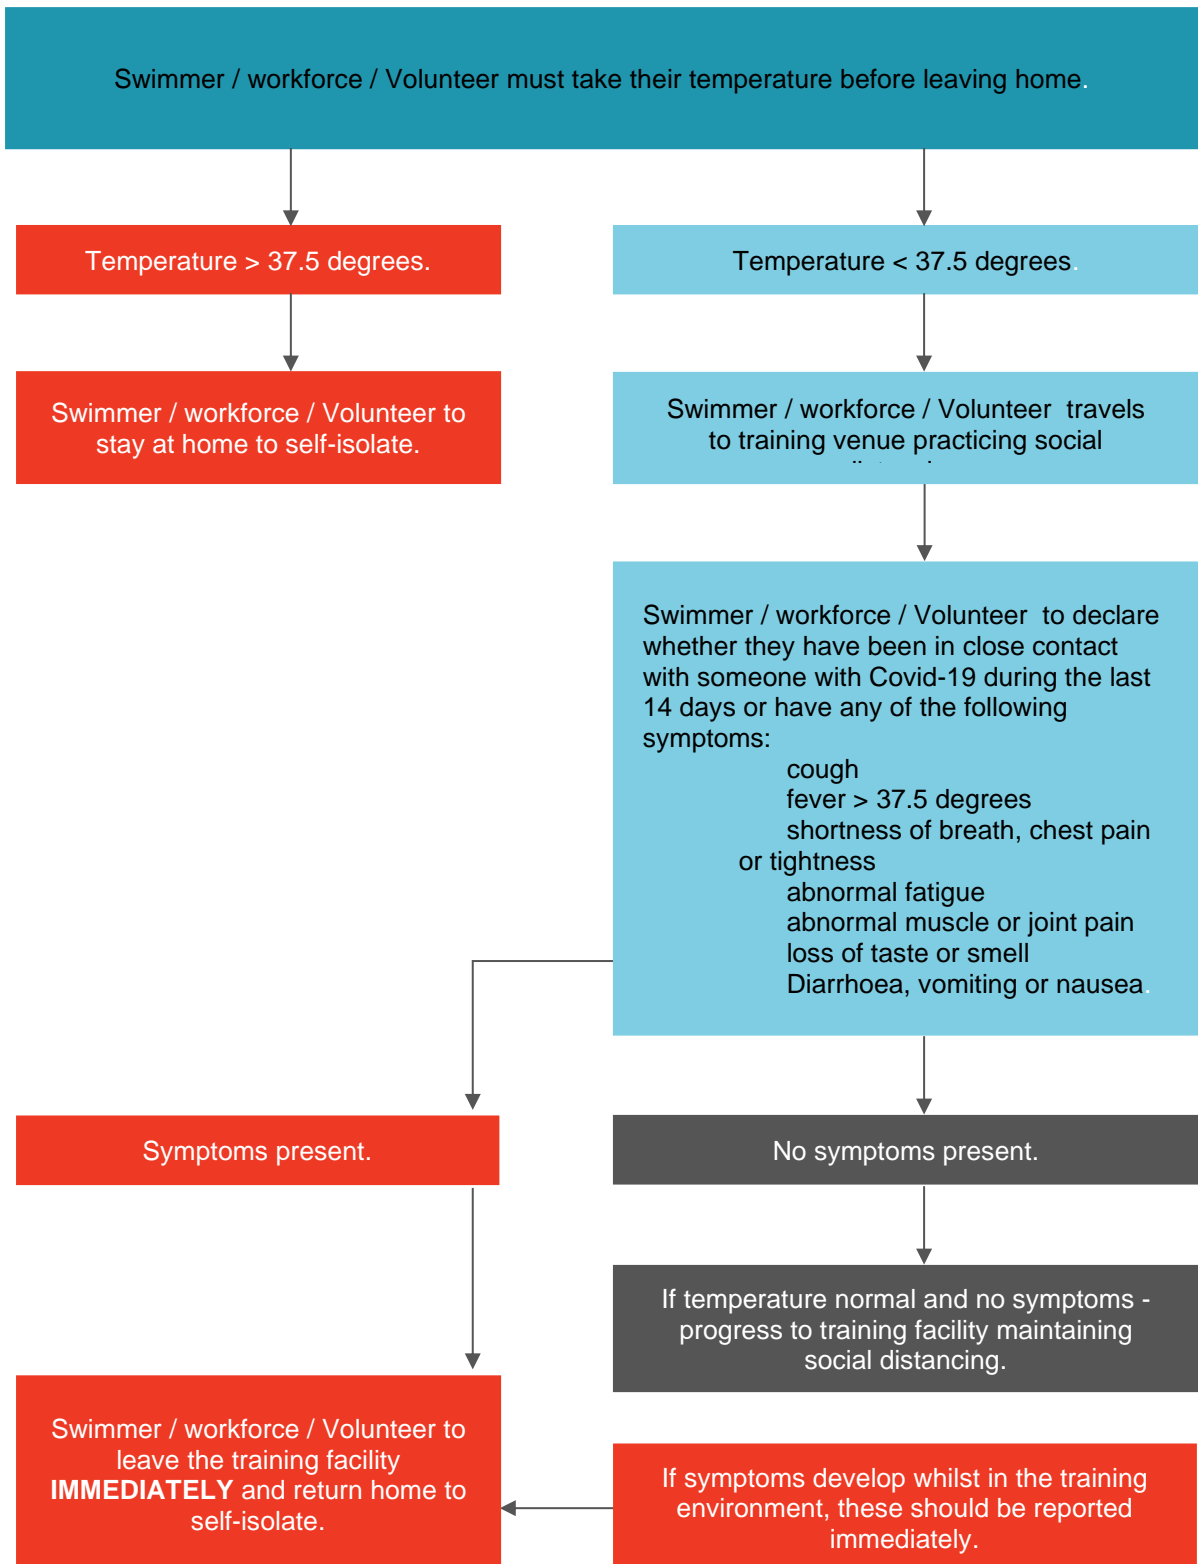 Swimmer / workforce / Volunteer must take their temperature before leaving home.
Temperature > 37.5 degrees.
Temperature < 37.5 degrees.
Swimmer / workforce / Volunteer to
stay at home to self-isolate.
Swimmer / workforce / Volunteer travels
to training venue practicing social
Swimmer / workforce / Volunteer to declare
whether they have been in close contact
with someone with Covid-19 during the last
14 days or have any of the following
symptoms:
cough
fever > 37.5 degrees
shortness of breath, chest pain
or tightness
abnormal fatigue
abnormal muscle or joint pain
loss of taste or smell
Diarrhoea, vomiting or nausea.
Symptoms present.
No symptoms present.
If temperature normal and no symptoms -
progress to training facility maintaining
social distancing.
Swimmer / workforce / Volunteer to
leave the training facility
IMMEDIATELY and return home to
self-isolate.
If symptoms develop whilst in the training
environment, these should be reported
immediately.